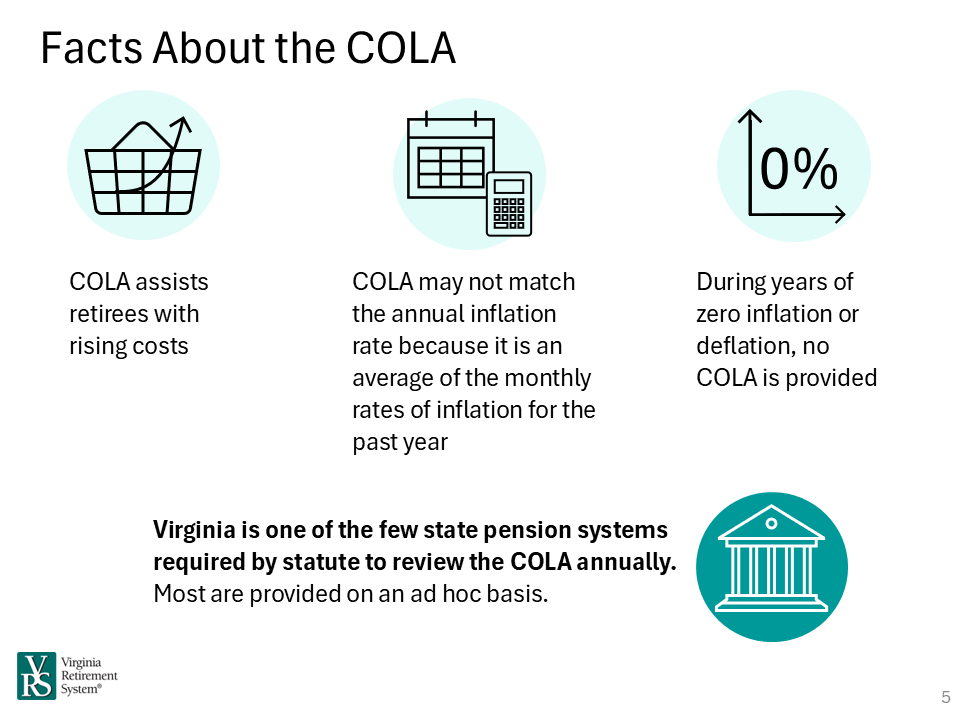 Facts About the COLA
0%
COLA assists
retirees with
rising costs
COLA may not match
the annual inflation
rate because it is an
average of the monthly
rates of inflation for the
past year
During years of
zero inflation or
deflation, no
COLA is provided
Virginia is one of the few state pension systems
required by statute to review the COLA annually.
Most are provided on an ad hoc basis.
VRS
Virginia
Retirement
System®
5